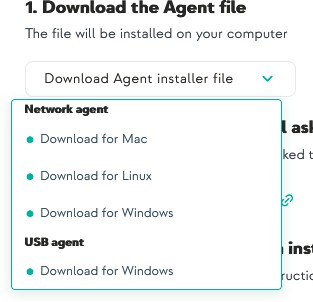 1. Download the Agent file
The file will be installed on your computer
Download Agent installer file
Network agent
Download for Mac
Download for Linux
Download for Windows
USB agent
Download for Windows